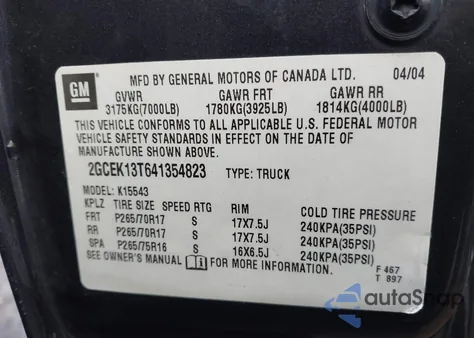 GM
MFD BY GENERAL MOTORS OF CANADA LTD. 04/04
GVWR GAWR FRT GAWR RR
3175KG(7000LB) 1780KG(3925LB) 1814KG(4000LB)
THIS VEHICLE CONFORMS TO ALL APPLICABLE U.S. FEDERAL MOTOR
VEHICLE SAFETY STANDARDS IN EFFECT ON THE DATE OF
MANUFACTURE SHOWN ABOVE.
2GCEK13T641354823 TYPE: TRUCK
MODEL: K15543
KPLZ TIRE SIZE SPEED RTG RIM COLD TIRE PRESSURE
FRT P265/70R17 S 17X7.5J 240KPA(35PSI)
RR P265/70R17 S 17X7.5J 240KPA(35PSI)
SPA P265/75R16 S 16X6.5J 240KPA(35PSI)
SEE OWNER'S MANUAL FOR MORE INFORMATION.
F 467
T 897
autoSnap